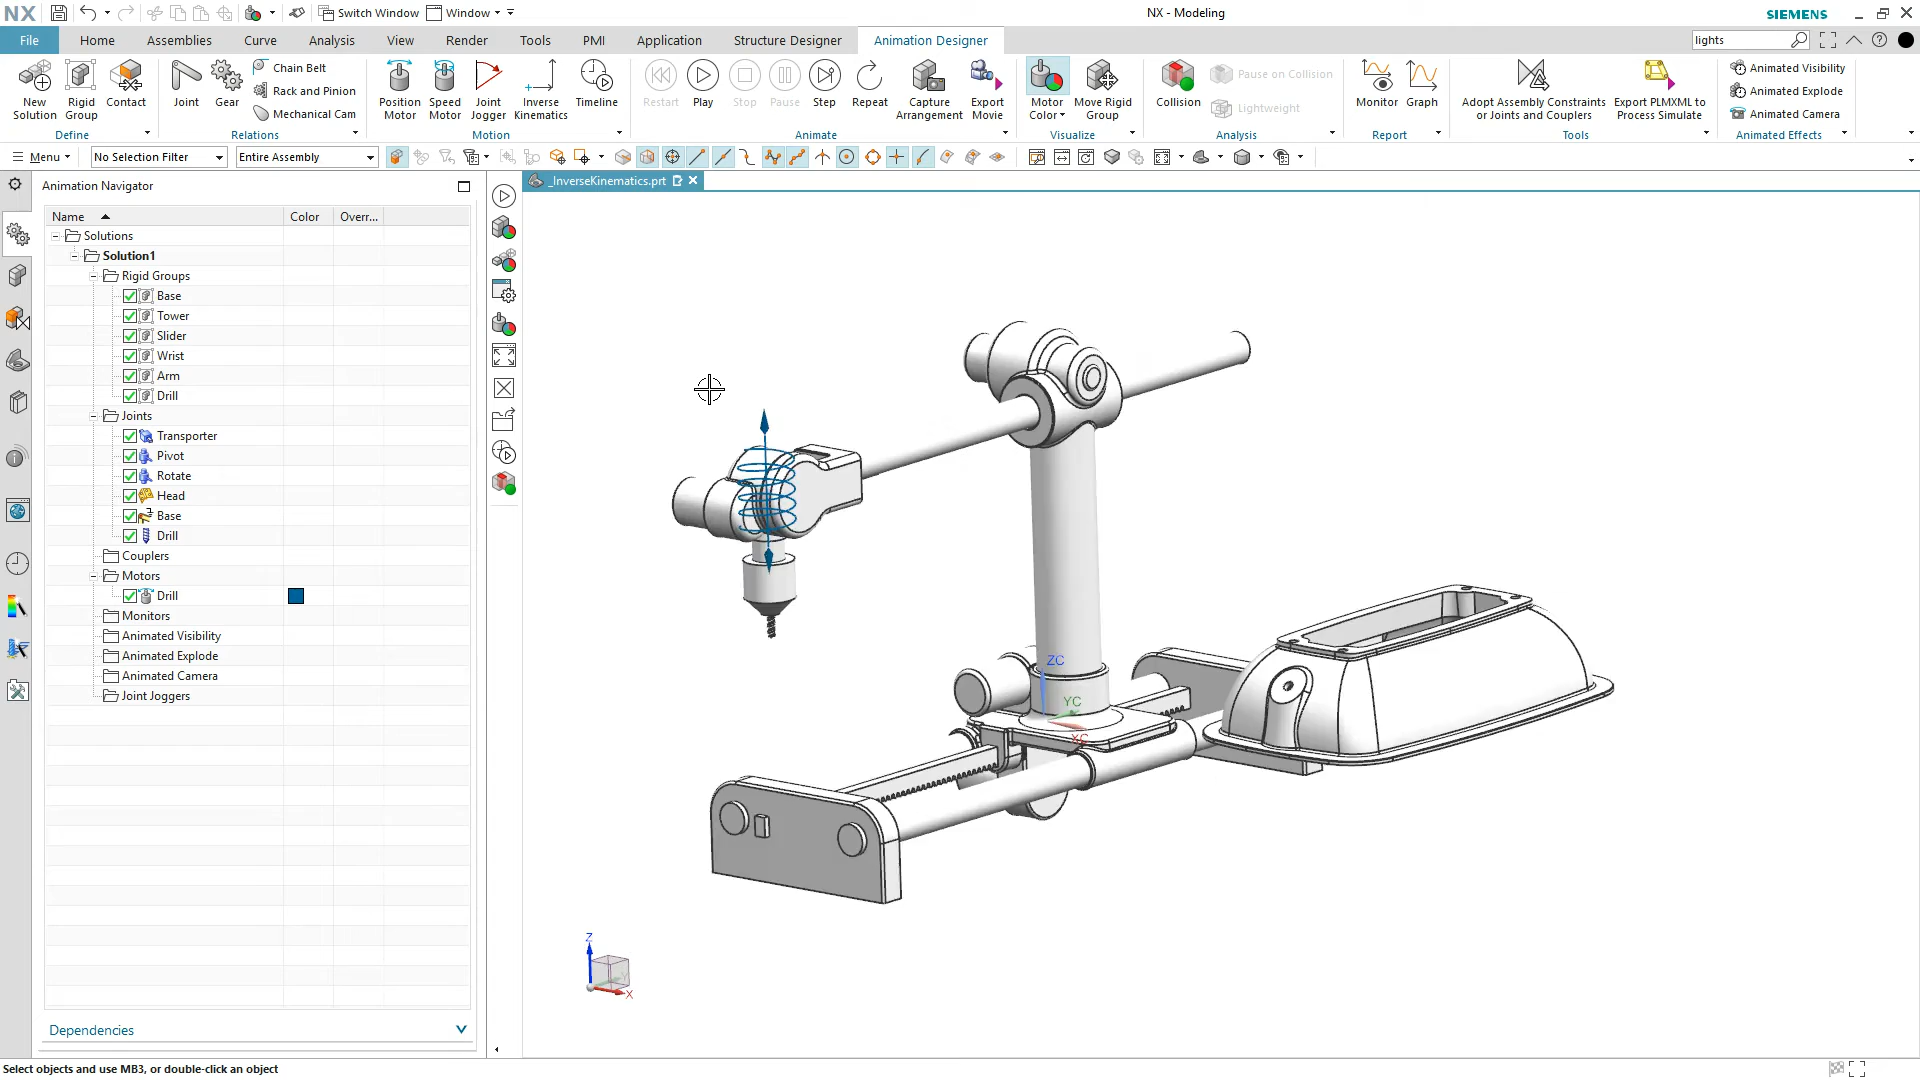 NX
Switch Window
Window
NX - Modeling
SIEMENS
File
Home
Assemblies
Curve
Analysis
View
Render
Tools
PMI
Application
Structure Designer
Animation Designer
lights
New Solution
Rigid Group
Contact
Define
Joint
Gear
Chain Belt
Rack and Pinion
Mechanical Cam
Relations
Position Motor
Speed Motor
Joint Jogger
Inverse Kinematics
Timeline
Motion
Restart
Play
Stop
Pause
Step
Repeat
Capture Arrangement
Export Movie
Animate
Motor Color
Move Rigid Group
Visualize
Collision
Pause on Collision
Lightweight
Analysis
Monitor
Graph
Report
Adopt Assembly Constraints or Joints and Couplers
Export PLMXML to Process Simulate
Tools
Animated Visibility
Animated Explode
Animated Camera
Animated Effects
Menu
No Selection Filter
Entire Assembly
Animation Navigator
_InverseKinematics.prt
Name
Color
Overr...
Solutions
Solution1
Rigid Groups
Base
Tower
Slider
Wrist
Arm
Drill
Joints
Transporter
Pivot
Rotate
Head
Base
Drill
Couplers
Motors
Drill
Monitors
Animated Visibility
Animated Explode
Animated Camera
Joint Joggers
Dependencies
ZC
YC
XC
Z
Y
X
Select objects and use MB3, or double-click an object